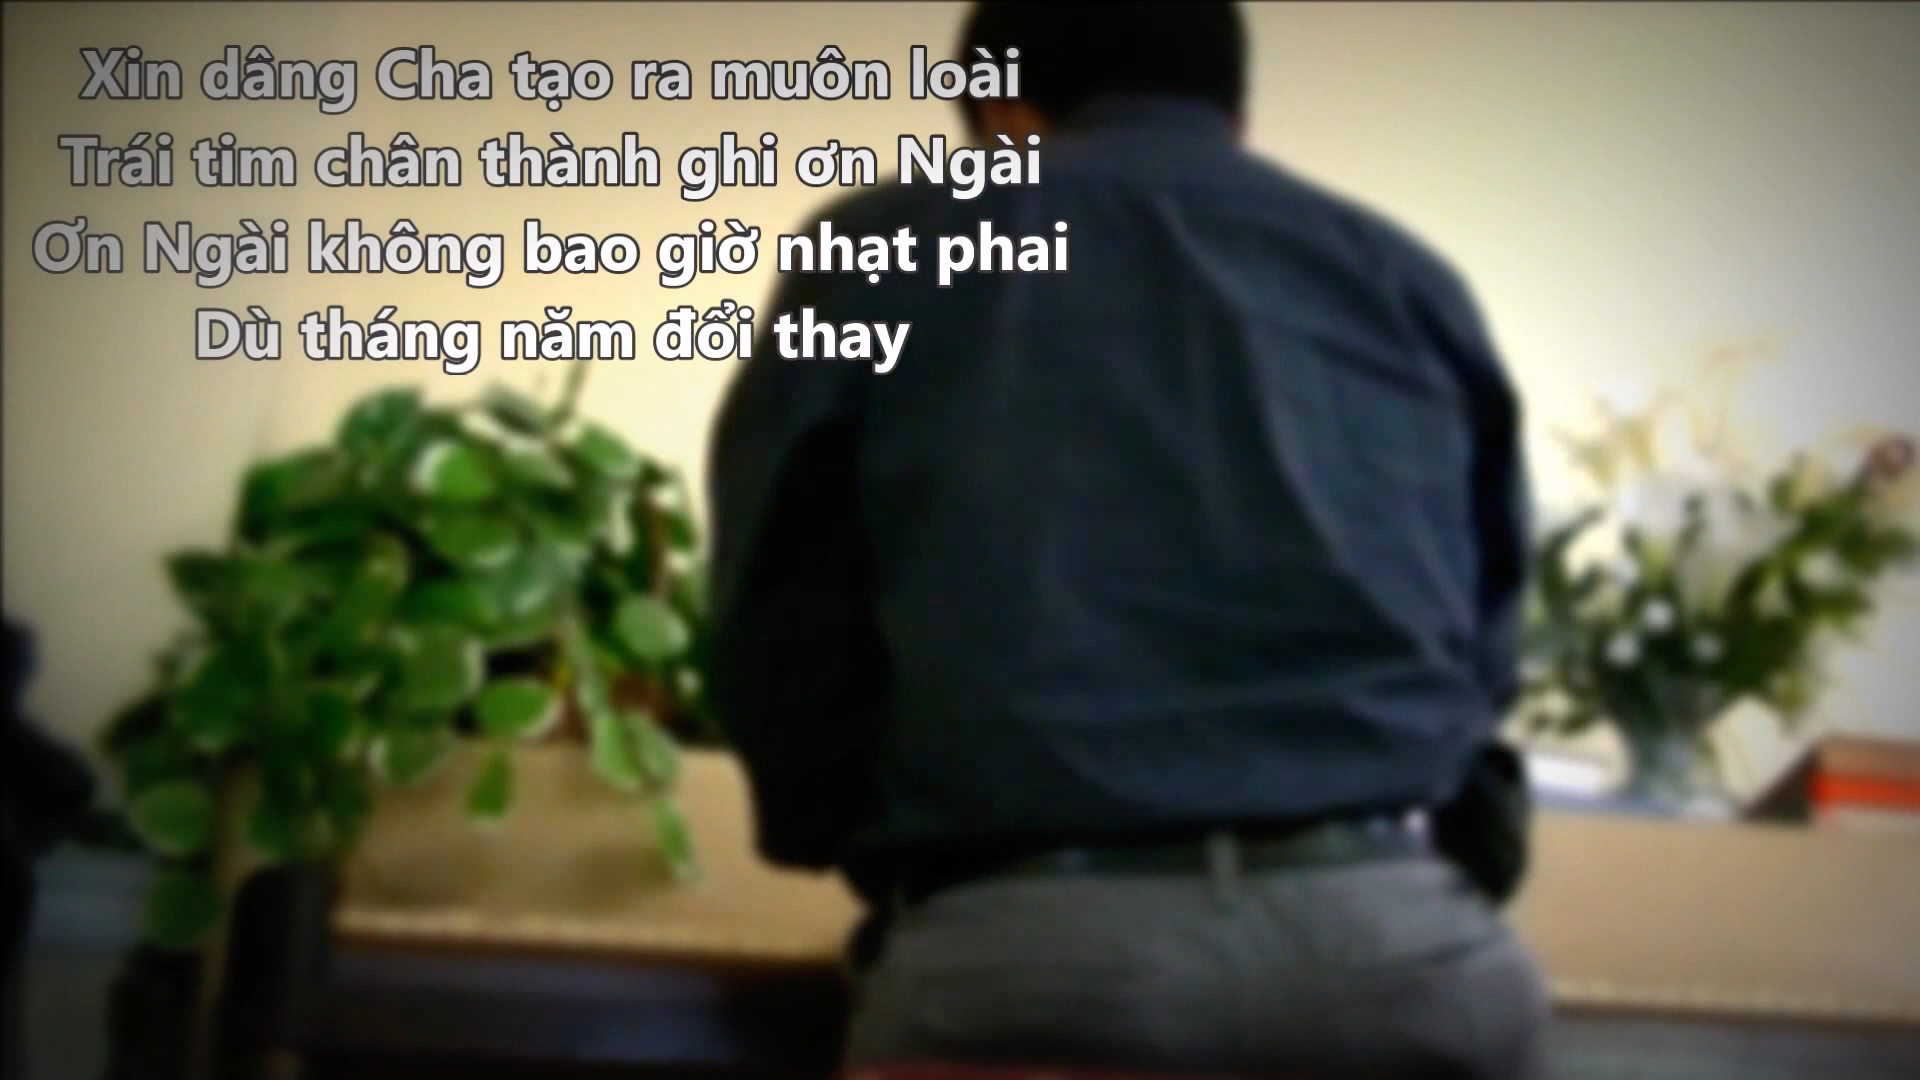 Xin dâng Cha tạo ra muôn loài
Trái tim chân thành ghi ơn Ngài
Ơn Ngài không bao giờ nhạt phai
Dù tháng năm đổi thay